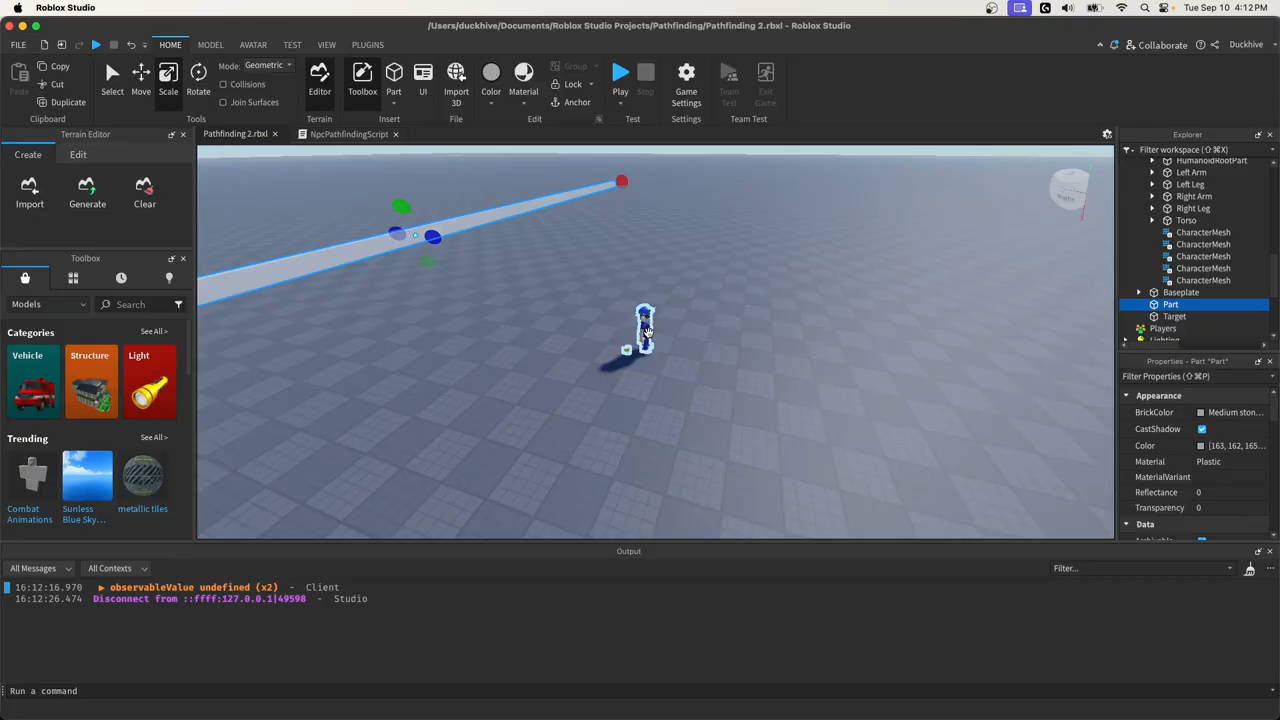 Roblox Studio
Tue Sep 10 4:12PM
/Users/duckhive/Documents/Roblox Studio Projects/Pathfinding/Pathfinding 2.rbxl - Roblox Studio
FILE HOME MODEL AVATAR TEST VIEW PLUGINS
Collaborate Duckhive
Paste Copy Cut Duplicate
Select Move Scale Rotate
Mode: Geometric
Collisions
Join Surfaces
Editor Toolbox Part UI Import 3D Color Material
Group Lock Anchor
Play Stop Game Settings Team Test Exit Game
Clipboard Tools Terrain Insert File Edit Test Settings Team Test
Terrain Editor
Pathfinding 2.rbxl × NpcPathfindingScript ×
Create Edit
Import Generate Clear
Toolbox
Models Search
Categories See All >
Vehicle Structure Light
Trending See All >
Combat Animations
Sunless Blue Sky...
metallic tiles
Right
Explorer
Filter workspace (⇧⌘X)
HumanoidRootPart
Left Arm
Left Leg
Right Arm
Right Leg
Torso
CharacterMesh
CharacterMesh
CharacterMesh
CharacterMesh
CharacterMesh
Baseplate
Part
Target
Players
Lighting
Properties - Part "Part"
Filter Properties (⇧⌘P)
Appearance
BrickColor Medium ston...
CastShadow
Color [163, 162, 165...
Material Plastic
MaterialVariant
Reflectance 0
Transparency 0
Data
Archivable
Output
All Messages All Contexts Filter...
16:12:16.970 ▶ observableValue undefined (x2) - Client
16:12:26.474 Disconnect from ::ffff:127.0.0.1|49598 - Studio
Run a command